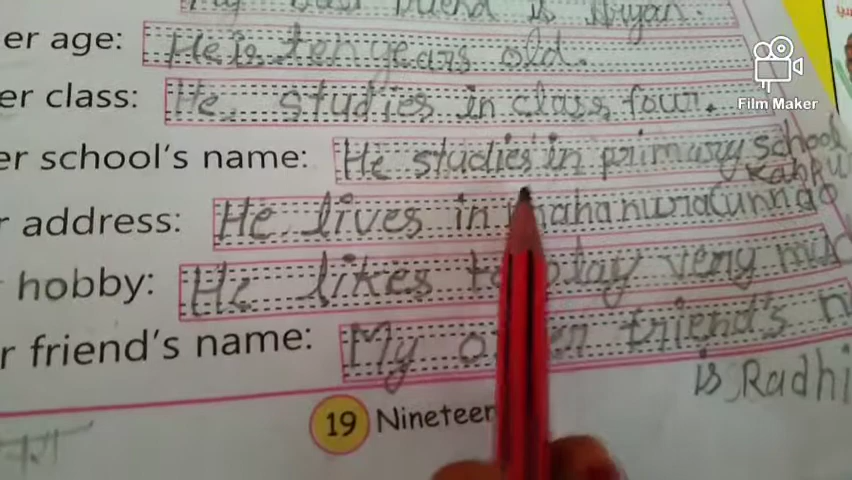 My best friend is Aryan.
er age: He is ten years old.
er class: He studies in class four.
Film Maker
er school's name: He studies in primary school
r address: He lives in
hobby: He likes to play very
r friend's name: My friend's n
is Radhi
19 Nineteen